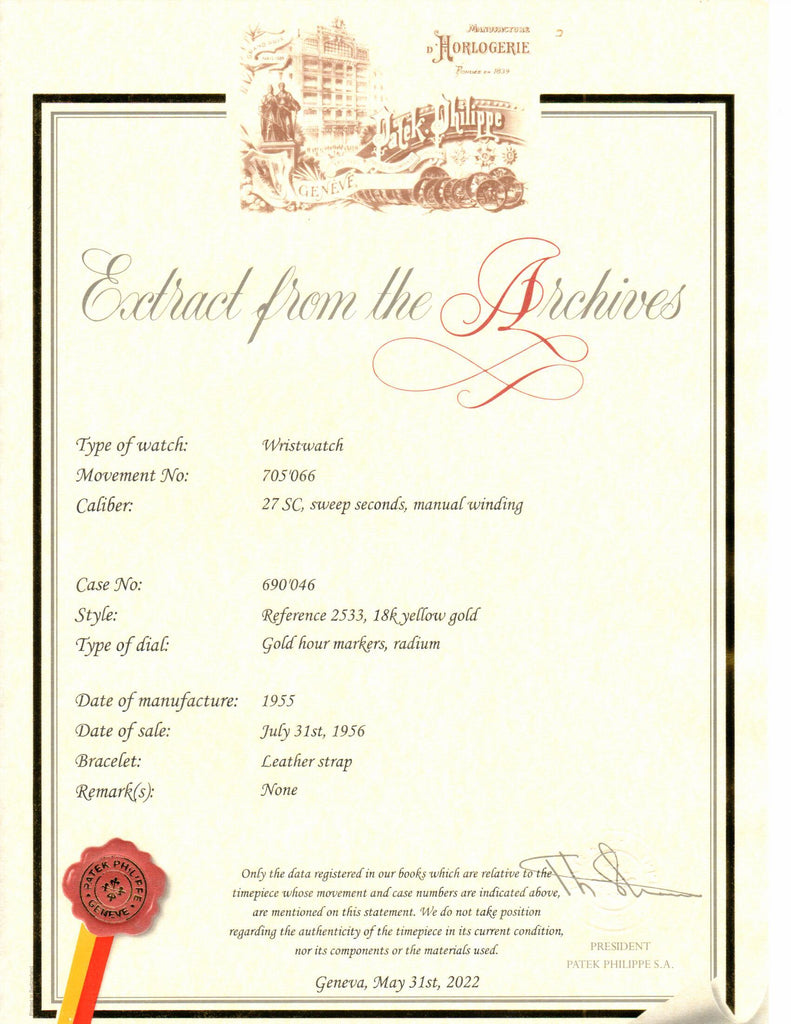 MANUFACTURE
D'HORLOGERIE
FONDÉE EN 1839
Patek Philippe
GENÈVE
Extract from the Archives
Type of watch: Wristwatch
Movement No: 705'066
Caliber: 27 SC, sweep seconds, manual winding
Case No: 690'046
Style: Reference 2533, 18k yellow gold
Type of dial: Gold hour markers, radium
Date of manufacture: 1955
Date of sale: July 31st, 1956
Bracelet: Leather strap
Remark(s): None
PATEK PHILIPPE
GENEVE
Only the data registered in our books which are relative to the
timepiece whose movement and case numbers are indicated above,
are mentioned on this statement. We do not take position
regarding the authenticity of the timepiece in its current condition,
nor its components or the materials used.
PRESIDENT
PATEK PHILIPPE S.A.
Geneva, May 31st, 2022